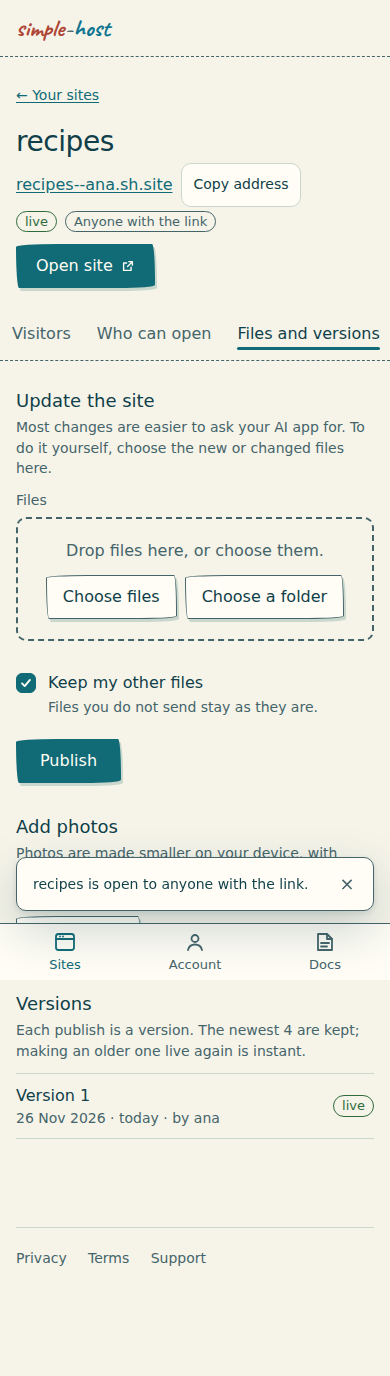 simple-host
← Your sites
recipes
recipes--ana.sh.site Copy address
live Anyone with the link
Open site
Visitors Who can open Files and versions
Update the site
Most changes are easier to ask your AI app for. To
do it yourself, choose the new or changed files
here.
Files
Drop files here, or choose them.
Choose files Choose a folder
Keep my other files
Files you do not send stay as they are.
Publish
Add photos
Photos are made smaller on your device, with
recipes is open to anyone with the link. ×
Sites Account Docs
Versions
Each publish is a version. The newest 4 are kept;
making an older one live again is instant.
Version 1
26 Nov 2026 · today · by ana
live
Privacy Terms Support